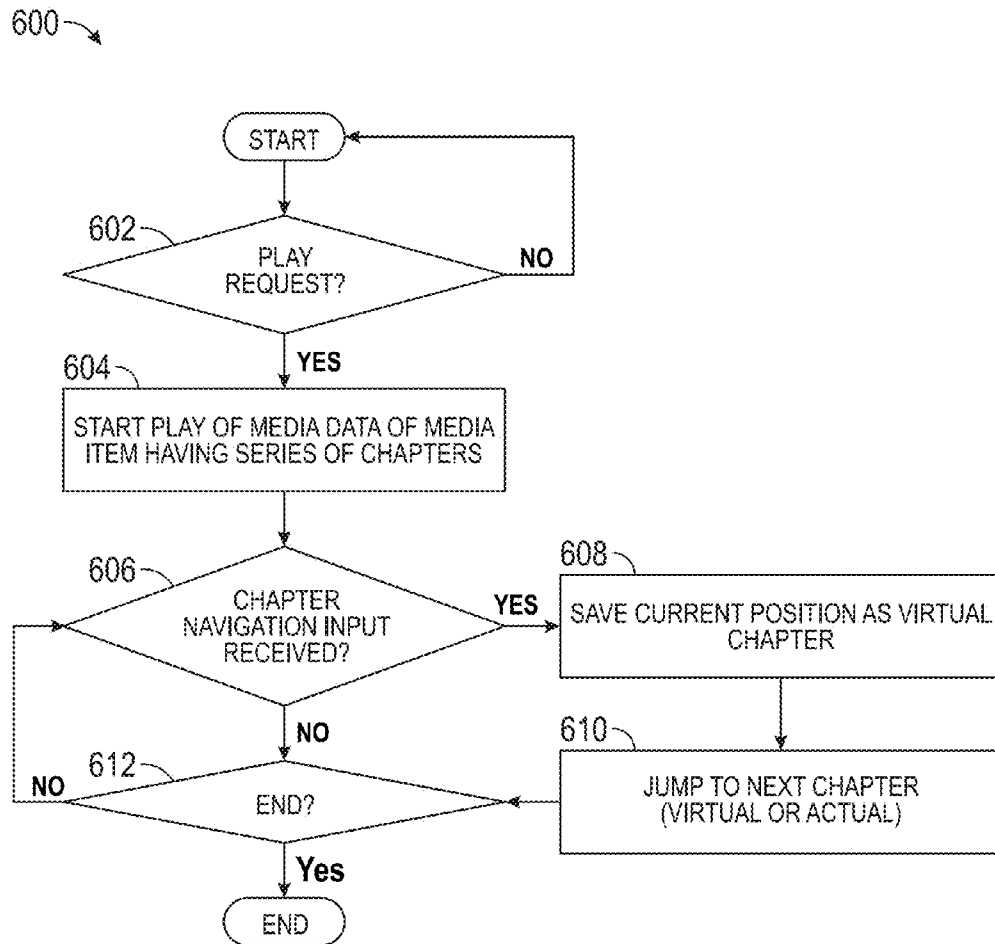 600
START
602
PLAY
REQUEST?
NO
YES
604
START PLAY OF MEDIA DATA OF MEDIA
ITEM HAVING SERIES OF CHAPTERS
606
CHAPTER
NAVIGATION INPUT
RECEIVED?
YES
608
SAVE CURRENT POSITION AS VIRTUAL
CHAPTER
NO
610
JUMP TO NEXT CHAPTER
(VIRTUAL OR ACTUAL)
612
NO
END?
Yes
END